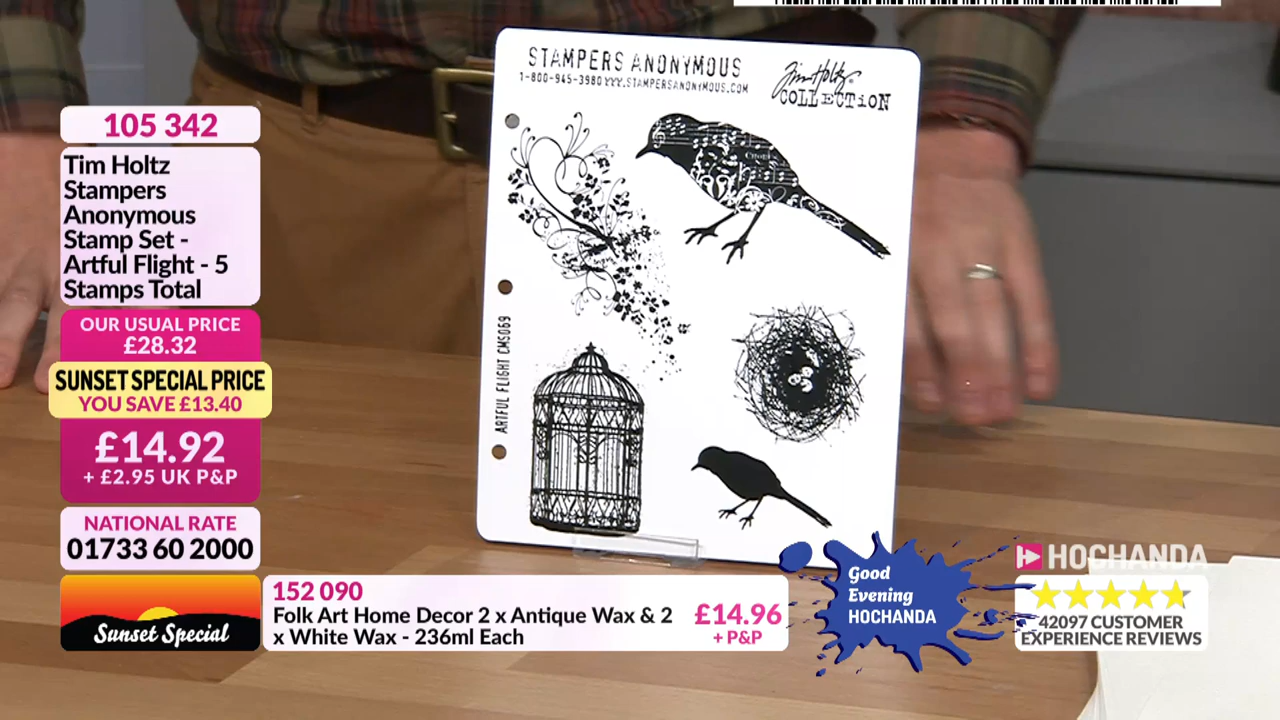 STAMPERS ANONYMOUS
1-800-945-3980 WWW.STAMPERSANONYMOUS.COM
Tim Holtz
COLLECTION
ARTFUL FLIGHT CMS069
105 342
Tim Holtz
Stampers
Anonymous
Stamp Set -
Artful Flight - 5
Stamps Total
OUR USUAL PRICE
£28.32
SUNSET SPECIAL PRICE
YOU SAVE £13.40
£14.92
+ £2.95 UK P&P
NATIONAL RATE
01733 60 2000
Sunset Special
152 090
Folk Art Home Decor 2 x Antique Wax & 2
x White Wax - 236ml Each
£14.96
+ P&P
Good
Evening
HOCHANDA
HOCHANDA
42097 CUSTOMER
EXPERIENCE REVIEWS